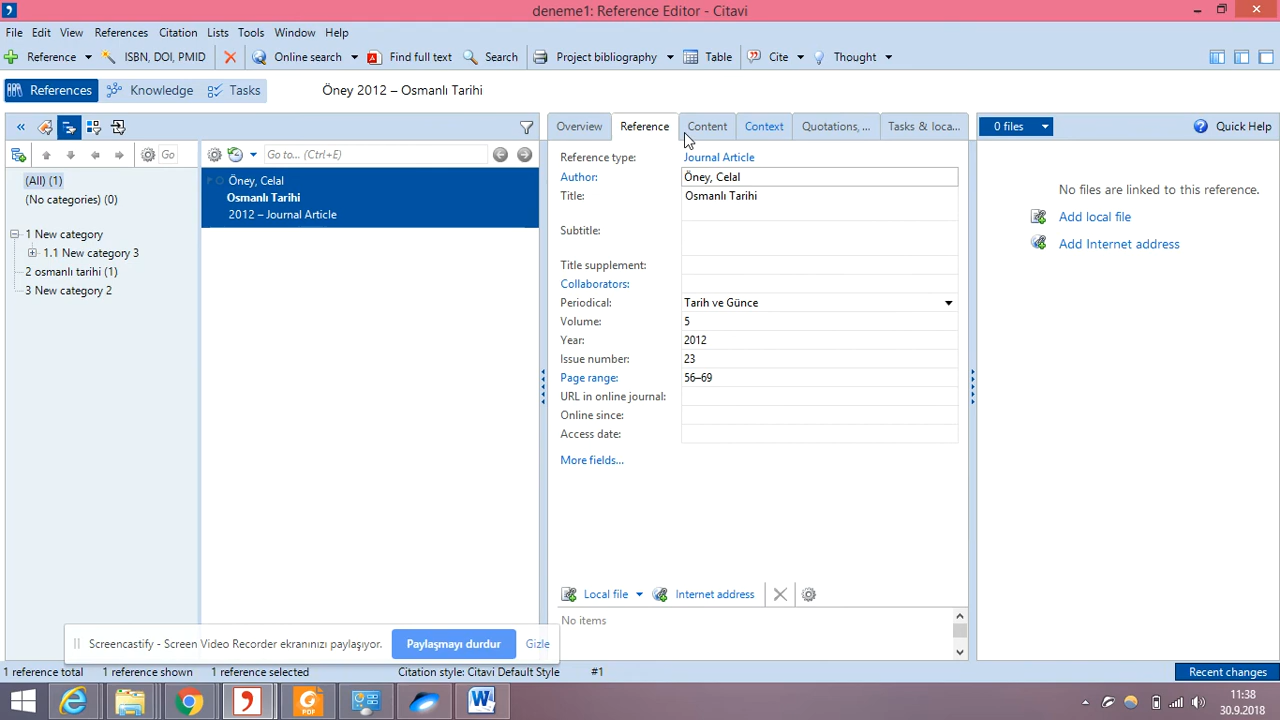 deneme1: Reference Editor - Citavi
File Edit View References Citation Lists Tools Window Help
Reference ISBN, DOI, PMID Online search Find full text Search Project bibliography Table Cite Thought
References Knowledge Tasks Öney 2012 – Osmanlı Tarihi
Overview Reference Content Context Quotations, ... Tasks & loca... 0 files Quick Help
Go Go to... (Ctrl+E)
(All) (1)
(No categories) (0)
1 New category
1.1 New category 3
2 osmanlı tarihi (1)
3 New category 2
Öney, Celal
Osmanlı Tarihi
2012 – Journal Article
Reference type: Journal Article
Author: Öney, Celal
Title: Osmanlı Tarihi
Subtitle:
Title supplement:
Collaborators:
Periodical: Tarih ve Günce
Volume: 5
Year: 2012
Issue number: 23
Page range: 56–69
URL in online journal:
Online since:
Access date:
More fields...
Local file Internet address
No items
No files are linked to this reference.
Add local file
Add Internet address
Screencastify - Screen Video Recorder ekranınızı paylaşıyor. Paylaşmayı durdur Gizle
1 reference total 1 reference shown 1 reference selected Citation style: Citavi Default Style #1 Recent changes
11:38
30.9.2018